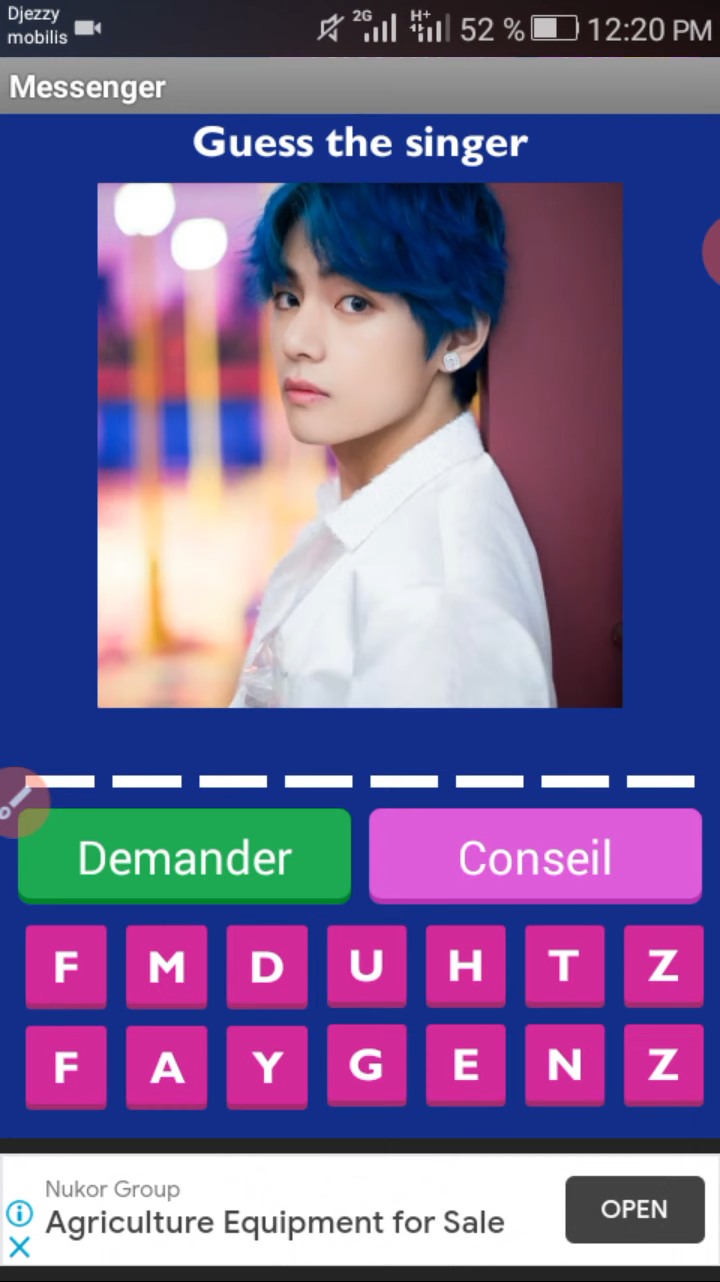 Djezzy
mobilis
2G H+ 52 % 12:20 PM
Messenger
Guess the singer
Demander Conseil
F M D U H T Z
F A Y G E N Z
Nukor Group
Agriculture Equipment for Sale
OPEN